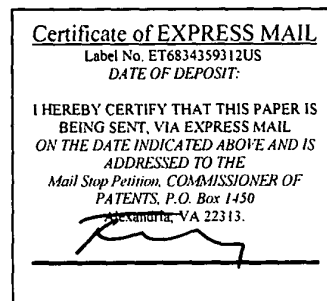 Certificate of EXPRESS MAIL
Label No. ET6834359312US
DATE OF DEPOSIT:
I HEREBY CERTIFY THAT THIS PAPER IS
BEING SENT, VIA EXPRESS MAIL
ON THE DATE INDICATED ABOVE AND IS
ADDRESSED TO THE
Mail Stop Petition, COMMISSIONER OF
PATENTS, P.O. Box 1450
Alexandria, VA 22313.